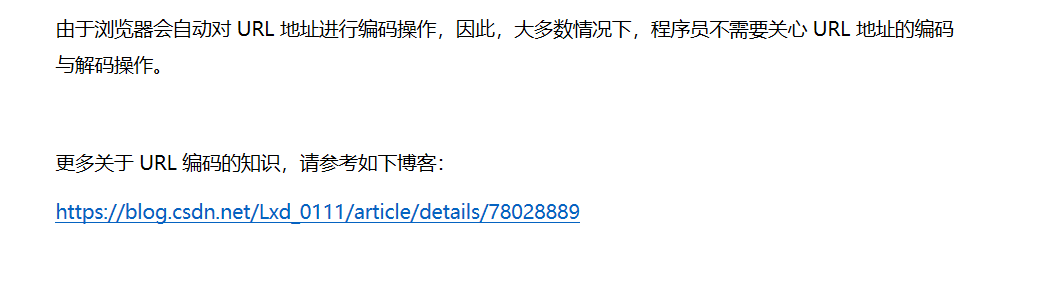 由于浏览器会自动对 URL 地址进行编码操作，因此，大多数情况下，程序员不需要关心 URL 地址的编码
与解码操作。
更多关于 URL 编码的知识，请参考如下博客：
https://blog.csdn.net/Lxd_0111/article/details/78028889